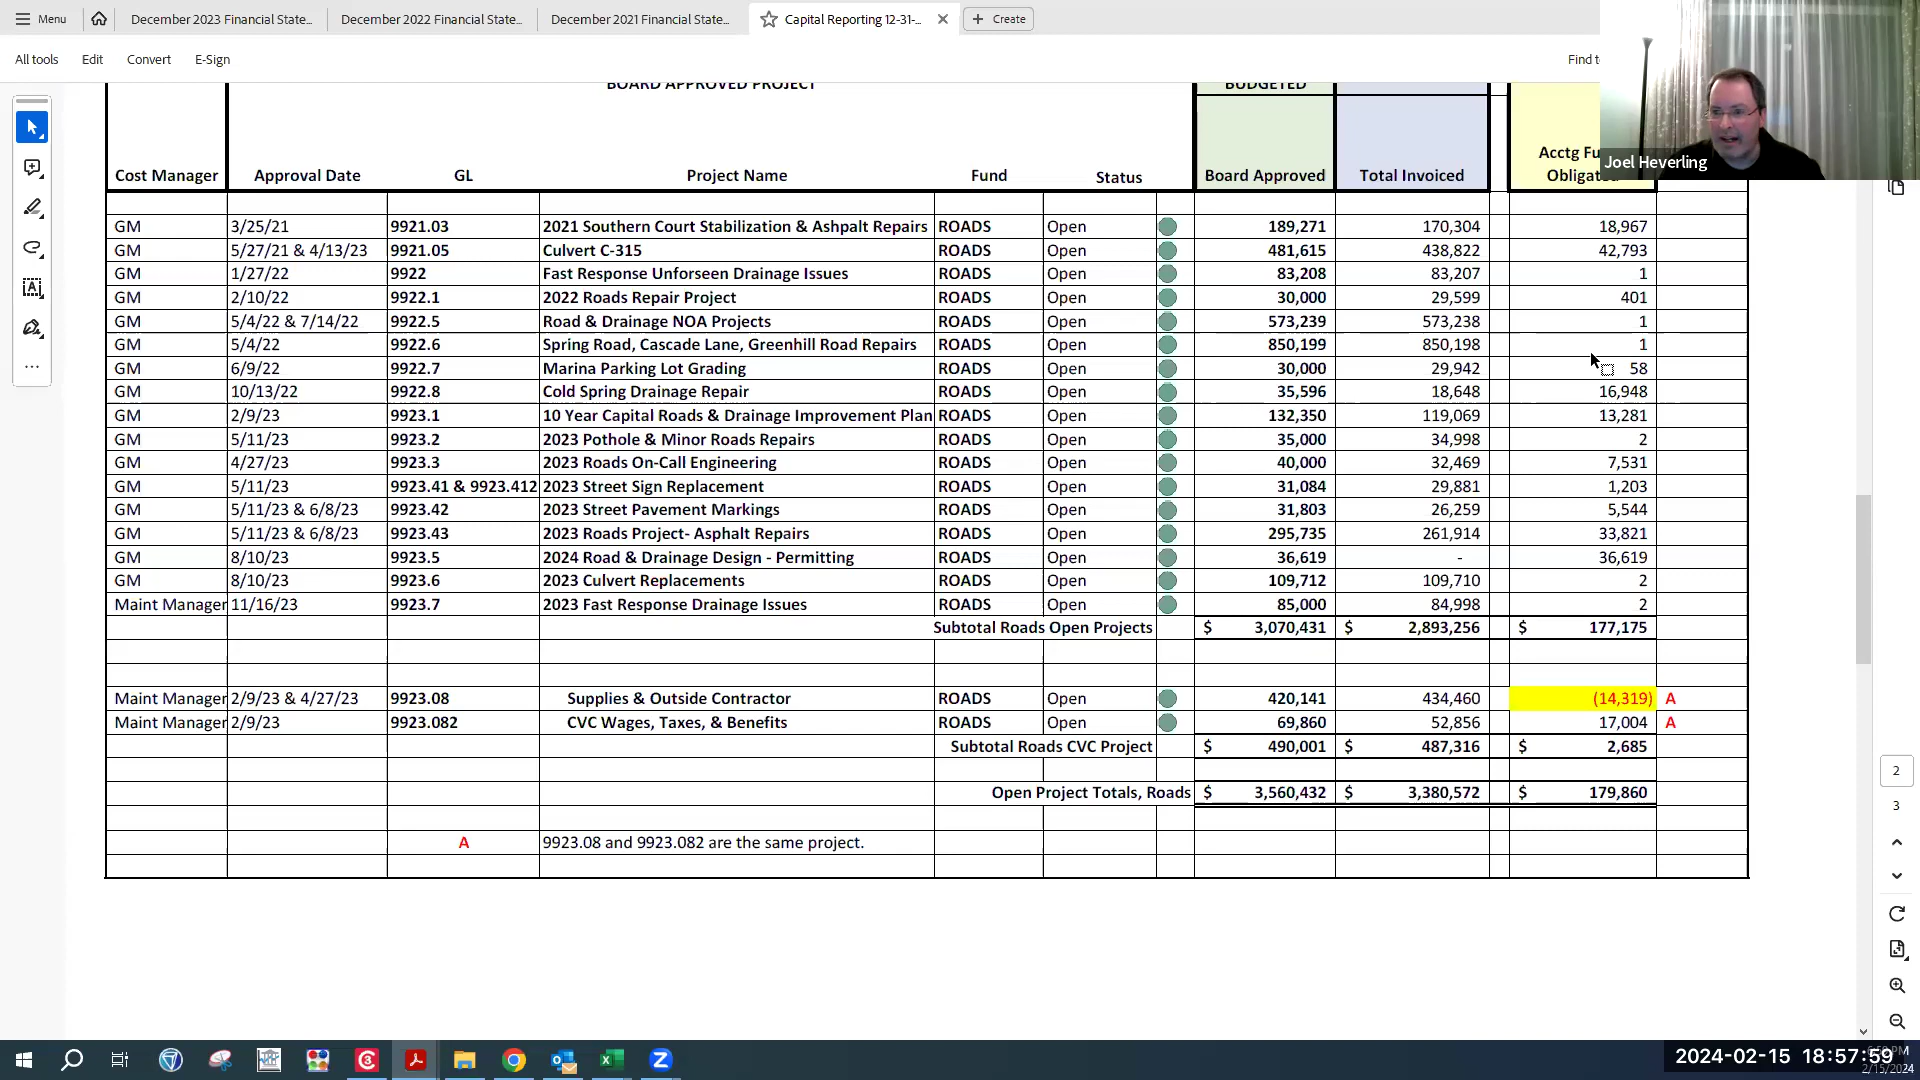 Menu December 2023 Financial State... December 2022 Financial State... December 2021 Financial State... Capital Reporting 12-31-... Create
All tools Edit Convert E-Sign
BOARD APPROVED PROJECT BUDGETED
Cost Manager Approval Date GL Project Name Fund Status Board Approved Total Invoiced
Joel Heverling
GM 3/25/21 9921.03 2021 Southern Court Stabilization & Ashpalt Repairs ROADS Open 189,271 170,304 18,967
GM 5/27/21 & 4/13/23 9921.05 Culvert C-315 ROADS Open 481,615 438,822 42,793
GM 1/27/22 9922 Fast Response Unforseen Drainage Issues ROADS Open 83,208 83,207 1
GM 2/10/22 9922.1 2022 Roads Repair Project ROADS Open 30,000 29,599 401
GM 5/4/22 & 7/14/22 9922.5 Road & Drainage NOA Projects ROADS Open 573,239 573,238 1
GM 5/4/22 9922.6 Spring Road, Cascade Lane, Greenhill Road Repairs ROADS Open 850,199 850,198 1
GM 6/9/22 9922.7 Marina Parking Lot Grading ROADS Open 30,000 29,942 58
GM 10/13/22 9922.8 Cold Spring Drainage Repair ROADS Open 35,596 18,648 16,948
GM 2/9/23 9923.1 10 Year Capital Roads & Drainage Improvement Plan ROADS Open 132,350 119,069 13,281
GM 5/11/23 9923.2 2023 Pothole & Minor Roads Repairs ROADS Open 35,000 34,998 2
GM 4/27/23 9923.3 2023 Roads On-Call Engineering ROADS Open 40,000 32,469 7,531
GM 5/11/23 9923.41 & 9923.412 2023 Street Sign Replacement ROADS Open 31,084 29,881 1,203
GM 5/11/23 & 6/8/23 9923.42 2023 Street Pavement Markings ROADS Open 31,803 26,259 5,544
GM 5/11/23 & 6/8/23 9923.43 2023 Roads Project- Asphalt Repairs ROADS Open 295,735 261,914 33,821
GM 8/10/23 9923.5 2024 Road & Drainage Design - Permitting ROADS Open 36,619 - 36,619
GM 8/10/23 9923.6 2023 Culvert Replacements ROADS Open 109,712 109,710 2
Maint Manager 11/16/23 9923.7 2023 Fast Response Drainage Issues ROADS Open 85,000 84,998 2
Subtotal Roads Open Projects $ 3,070,431 $ 2,893,256 $ 177,175
Maint Manager 2/9/23 & 4/27/23 9923.08 Supplies & Outside Contractor ROADS Open 420,141 434,460 (14,319) A
Maint Manager 2/9/23 9923.082 CVC Wages, Taxes, & Benefits ROADS Open 69,860 52,856 17,004 A
Subtotal Roads CVC Project $ 490,001 $ 487,316 $ 2,685
Open Project Totals, Roads $ 3,560,432 $ 3,380,572 $ 179,860
A 9923.08 and 9923.082 are the same project.
2
3
2024-02-15 18:57:59
2/15/2024